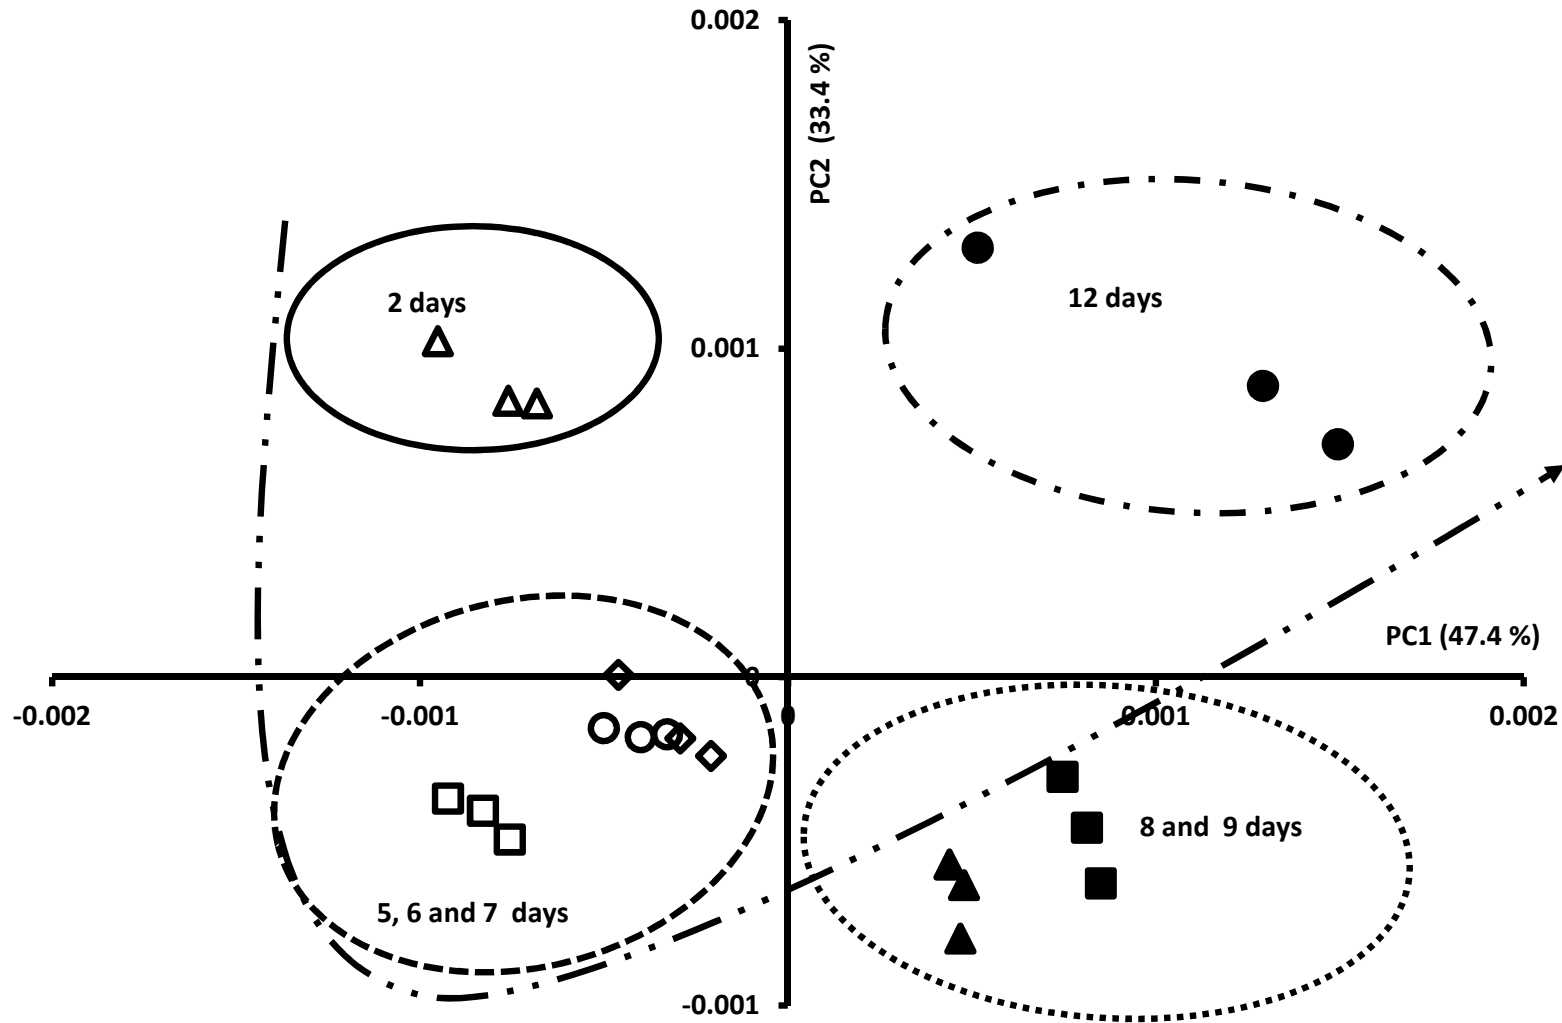 0.002
PC2 (33.4 %)
2 days
12 days
0.001
PC1 (47.4 %)
0
-0.002
-0.001
0
0.001
0.002
8 and 9 days
5, 6 and 7 days
-0.001